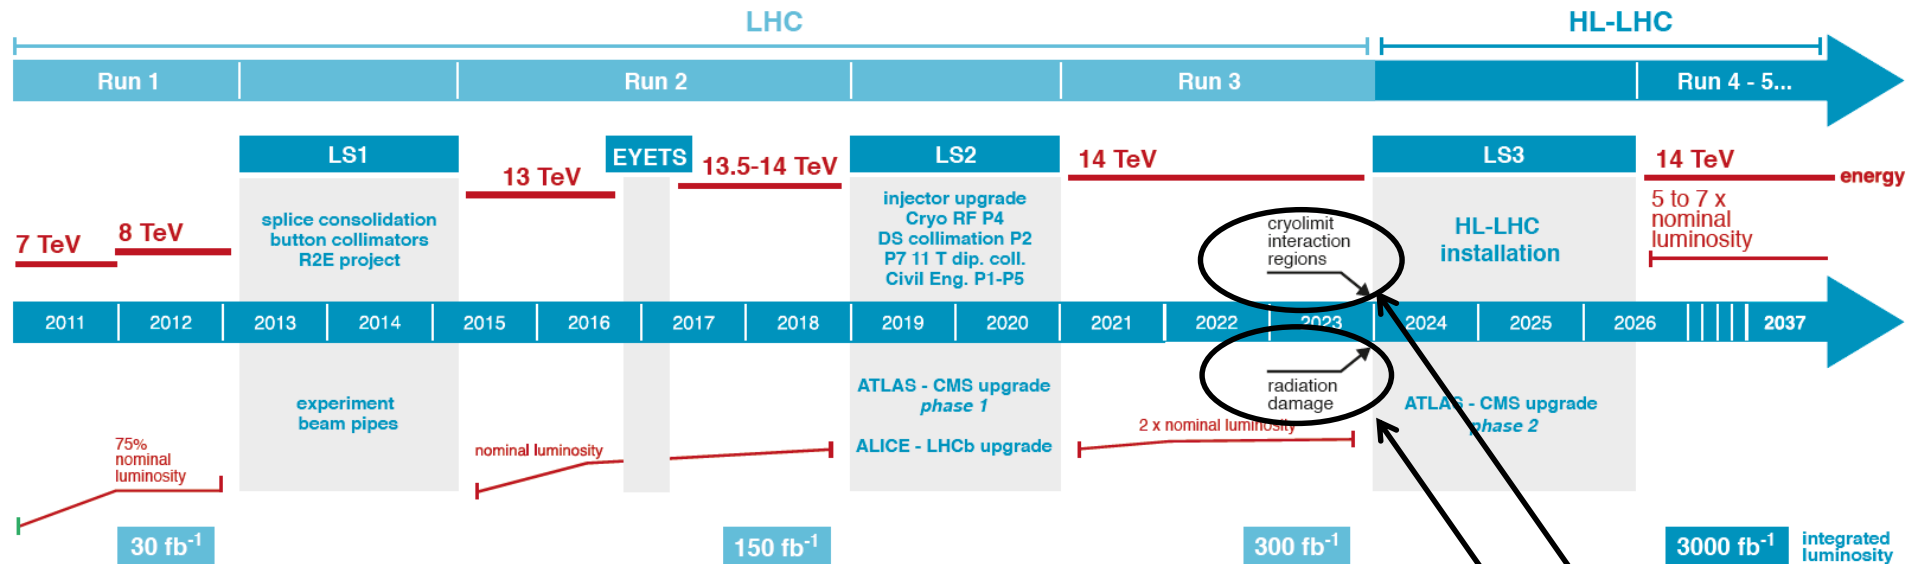 LHC
HL-LHC
Run 1
Run 2
Run 3
Run 4 - 5...
LS1
EYETS
13.5-14 TeV
LS2
14 TeV
LS3
14 TeV
energy
13 TeV
7 TeV
8 TeV
splice consolidation
button collimators
R2E project
injector upgrade
Cryo RF P4
DS collimation P2
P7 11 T dip. coll.
Civil Eng. P1-P5
cryolimit
interaction
regions
HL-LHC
installation
5 to 7 x
nominal
luminosity
2011
2012
2013
2014
2015
2016
2017
2018
2019
2020
2021
2022
2023
2024
2025
2026
2037
experiment
beam pipes
ATLAS - CMS upgrade
phase 1
ALICE - LHCb upgrade
radiation
damage
ATLAS - CMS upgrade
phase 2
75%
nominal
luminosity
nominal luminosity
2 x nominal luminosity
30 fb⁻¹
150 fb⁻¹
300 fb⁻¹
3000 fb⁻¹
integrated
luminosity